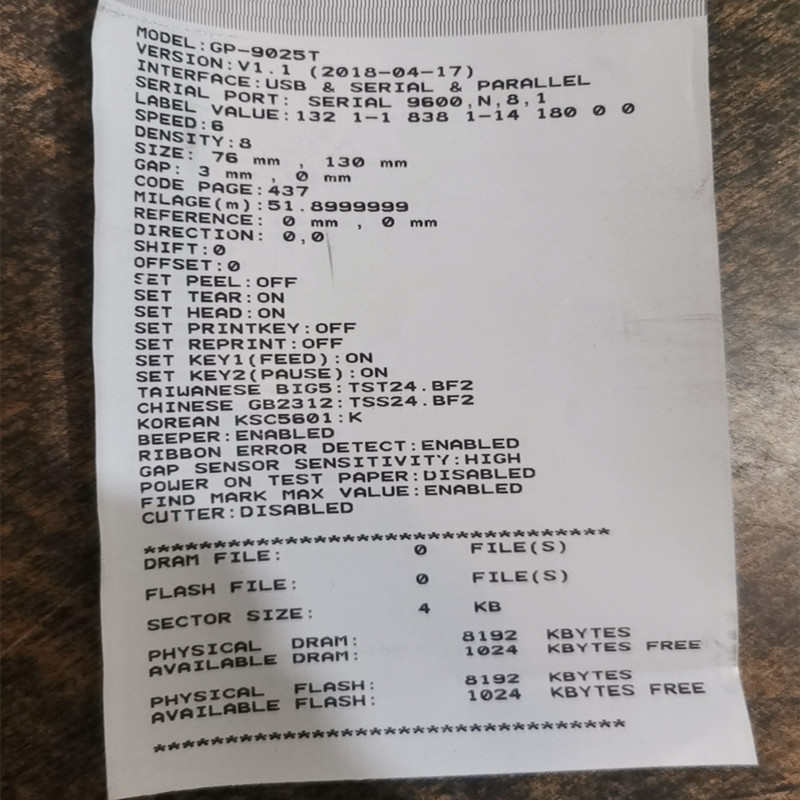 MODEL:GP-9025T
VERSION:V1.1 (2018-04-17)
INTERFACE:USB & SERIAL & PARALLEL
SERIAL PORT: SERIAL 9600,N,8,1
LABEL VALUE:132 1-1 838 1-14 180 0 0
SPEED:6
DENSITY:8
SIZE: 76 mm , 130 mm
GAP: 3 mm , 0 mm
CODE PAGE:437
MILAGE(m):51.8999999
REFERENCE: 0 mm , 0 mm
DIRECTION: 0,0
SHIFT:0
OFFSET:0
SET PEEL:OFF
SET TEAR:ON
SET HEAD:ON
SET PRINTKEY:OFF
SET REPRINT:OFF
SET KEY1(FEED):ON
SET KEY2(PAUSE):ON
TAIWANESE BIG5:TST24.BF2
CHINESE GB2312:TSS24.BF2
KOREAN KSC5601:K
BEEPER:ENABLED
RIBBON ERROR DETECT:ENABLED
GAP SENSOR SENSITIVITY:HIGH
POWER ON TEST PAPER:DISABLED
FIND MARK MAX VALUE:ENABLED
CUTTER:DISABLED
*********************************
DRAM FILE: 0 FILE(S)
FLASH FILE: 0 FILE(S)
SECTOR SIZE: 4 KB
PHYSICAL DRAM: 8192 KBYTES
AVAILABLE DRAM: 1024 KBYTES FREE
PHYSICAL FLASH: 8192 KBYTES
AVAILABLE FLASH: 1024 KBYTES FREE
*********************************